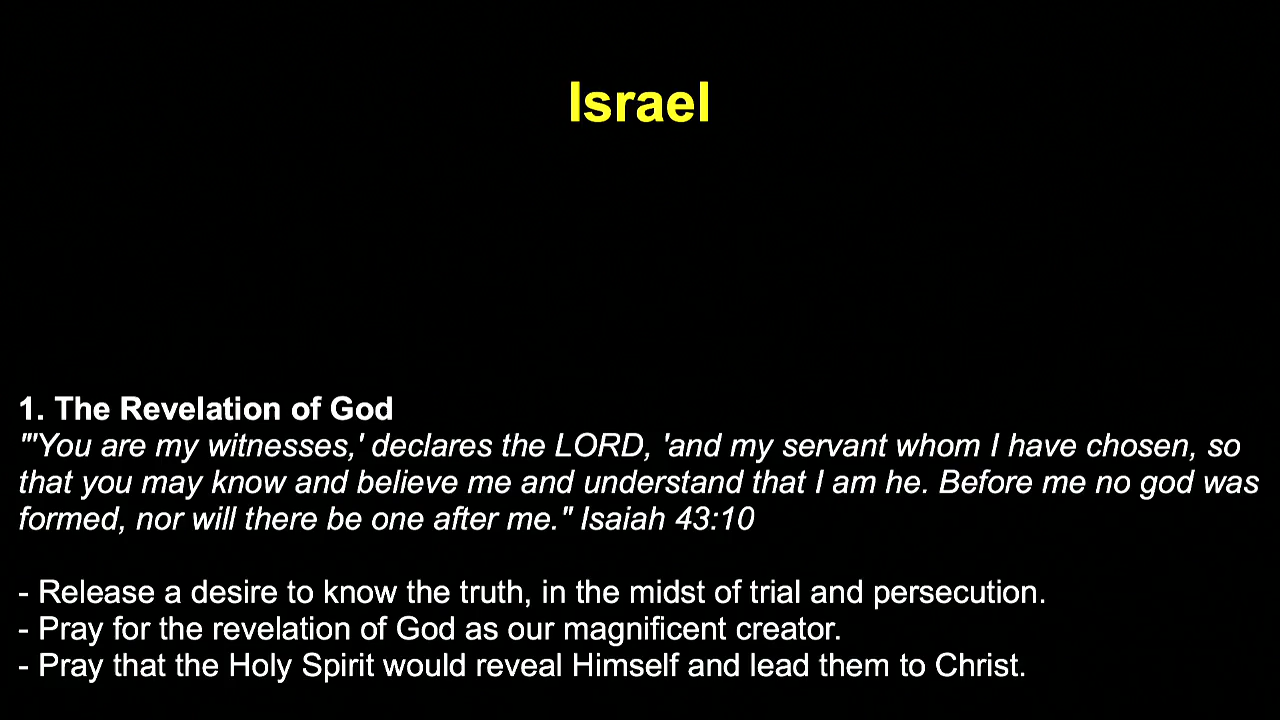 Israel
1. The Revelation of God
"'You are my witnesses,' declares the LORD, 'and my servant whom I have chosen, so
that you may know and believe me and understand that I am he. Before me no god was
formed, nor will there be one after me." Isaiah 43:10
- Release a desire to know the truth, in the midst of trial and persecution.
- Pray for the revelation of God as our magnificent creator.
- Pray that the Holy Spirit would reveal Himself and lead them to Christ.